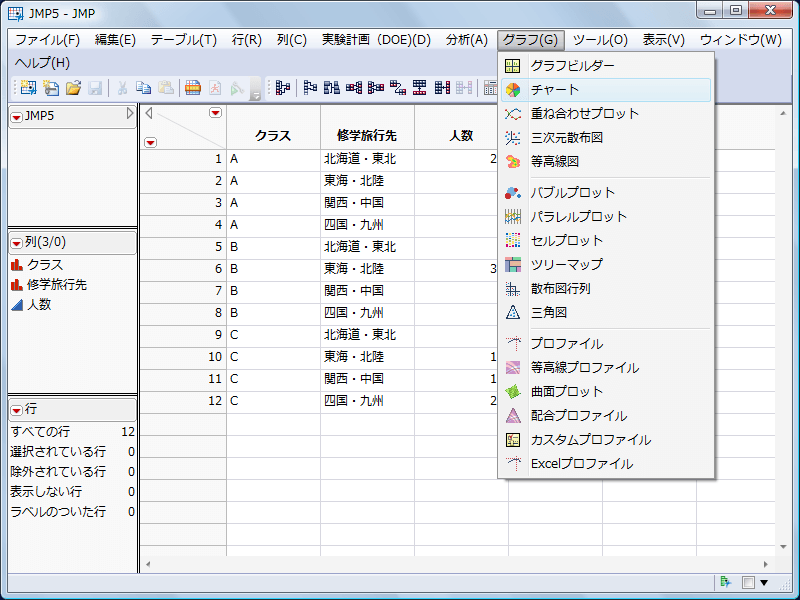 JMP5 - JMP
ファイル(F) 編集(E) テーブル(T) 行(R) 列(C) 実験計画（DOE)(D) 分析(A) グラフ(G) ツール(O) 表示(V) ウィンドウ(W)
ヘルプ(H)
JMP5
列(3/0)
クラス
修学旅行先
人数
行
すべての行 12
選択されている行 0
除外されている行 0
表示しない行 0
ラベルのついた行 0
クラス 修学旅行先 人数
1 A 北海道・東北 2
2 A 東海・北陸
3 A 関西・中国
4 A 四国・九州
5 B 北海道・東北
6 B 東海・北陸 3
7 B 関西・中国
8 B 四国・九州
9 C 北海道・東北
10 C 東海・北陸 1
11 C 関西・中国 1
12 C 四国・九州 2
グラフビルダー
チャート
重ね合わせプロット
三次元散布図
等高線図
バブルプロット
パラレルプロット
セルプロット
ツリーマップ
散布図行列
三角図
プロファイル
等高線プロファイル
曲面プロット
配合プロファイル
カスタムプロファイル
Excelプロファイル